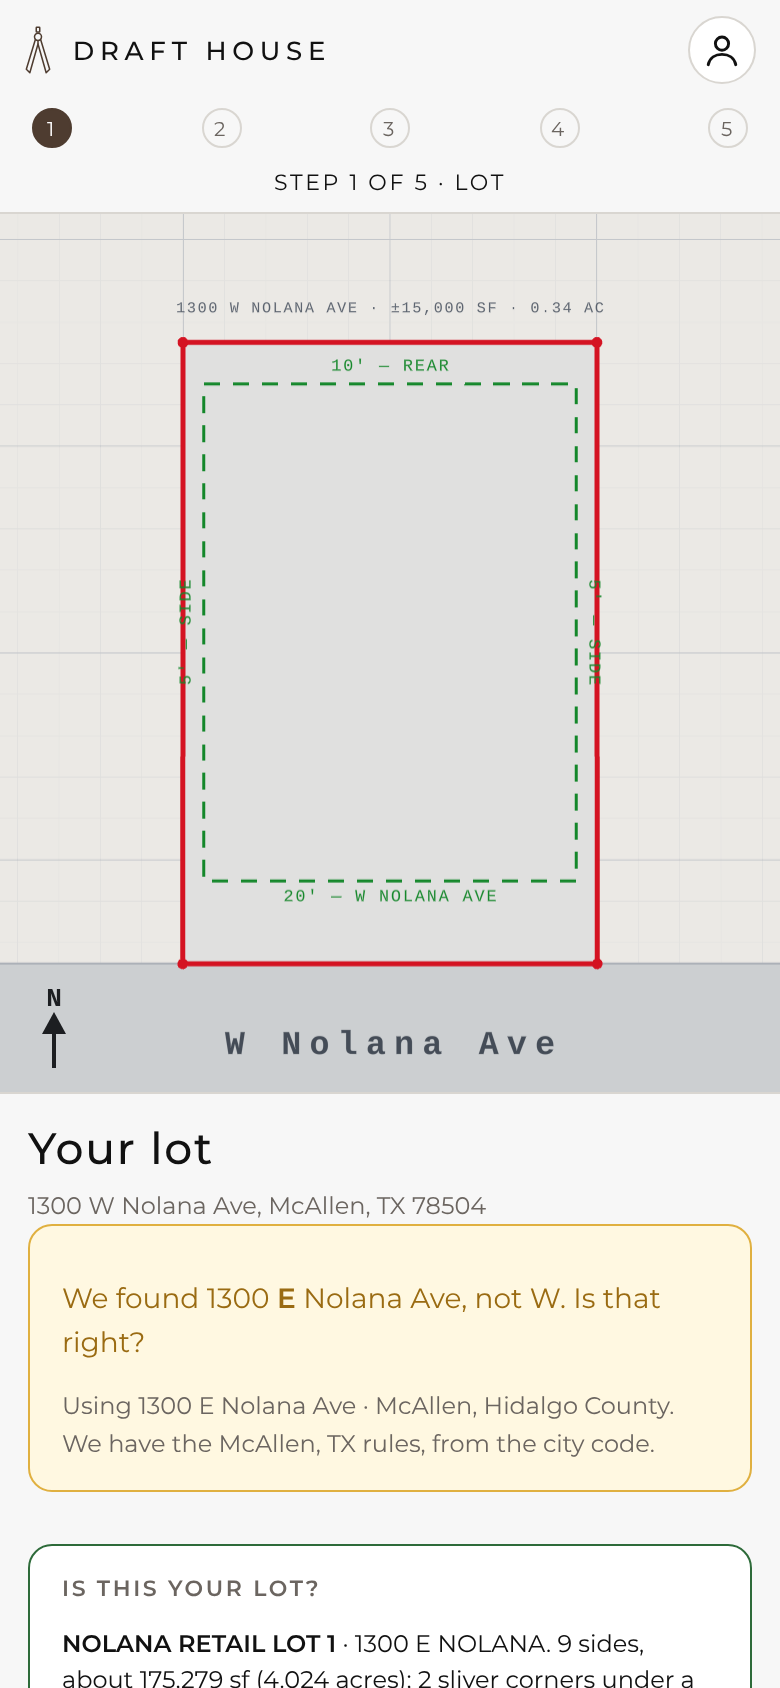 DRAFT HOUSE
1 2 3 4 5
STEP 1 OF 5 · LOT
1300 W NOLANA AVE · ±15,000 SF · 0.34 AC
10' — REAR
5' — SIDE
5' — SIDE
20' — W NOLANA AVE
N
W Nolana Ave
Your lot
1300 W Nolana Ave, McAllen, TX 78504
We found 1300 E Nolana Ave, not W. Is that
right?
Using 1300 E Nolana Ave · McAllen, Hidalgo County.
We have the McAllen, TX rules, from the city code.
IS THIS YOUR LOT?
NOLANA RETAIL LOT 1 · 1300 E NOLANA. 9 sides,
about 175,279 sf (4.024 acres); 2 sliver corners under a